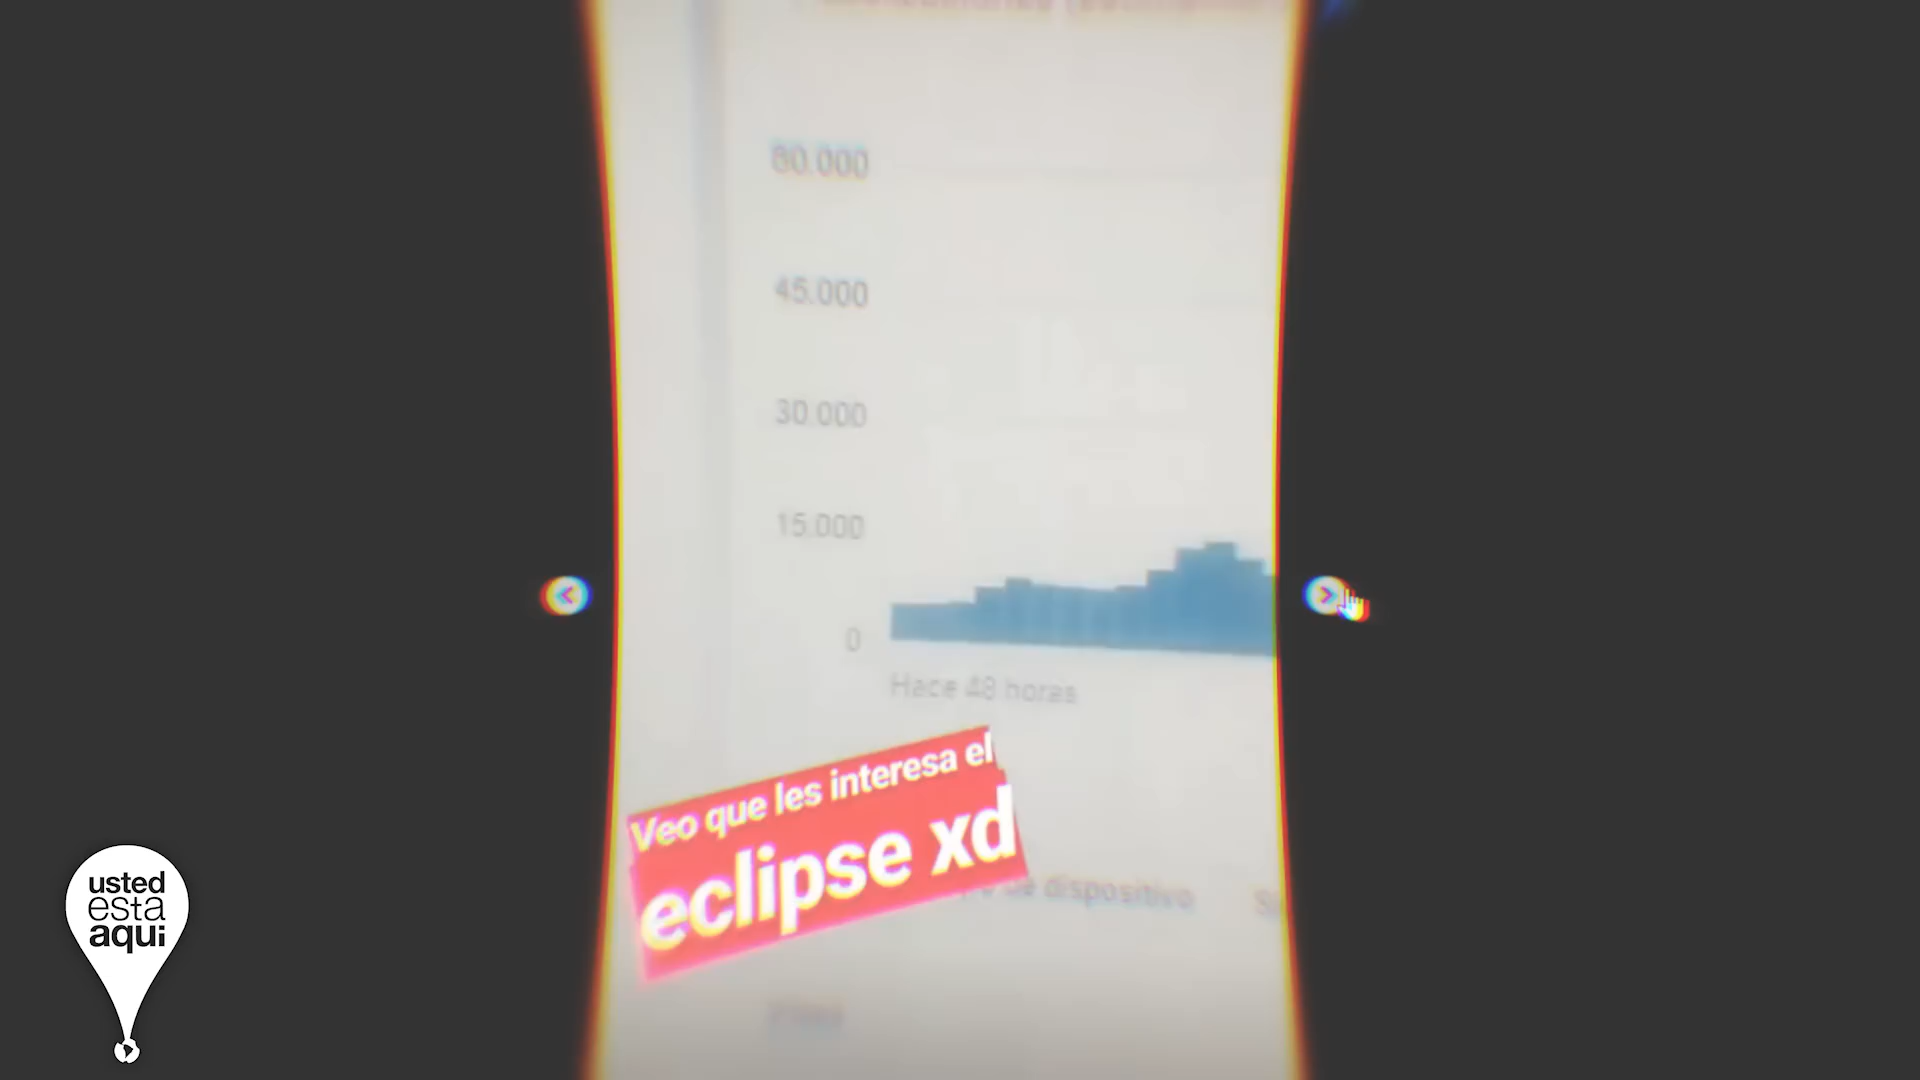 80.000
45.000
30.000
15.000
0
Hace 48 horas
Veo que les interesa el
eclipse xd
de dispositivo
usted
esta
aqui